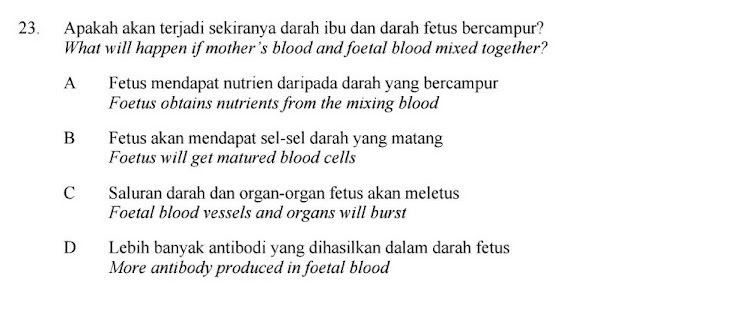 23. Apakah akan terjadi sekiranya darah ibu dan darah fetus bercampur?
What will happen if mother's blood and foetal blood mixed together?
A Fetus mendapat nutrien daripada darah yang bercampur
Foetus obtains nutrients from the mixing blood
B Fetus akan mendapat sel-sel darah yang matang
Foetus will get matured blood cells
C Saluran darah dan organ-organ fetus akan meletus
Foetal blood vessels and organs will burst
D Lebih banyak antibodi yang dihasilkan dalam darah fetus
More antibody produced in foetal blood